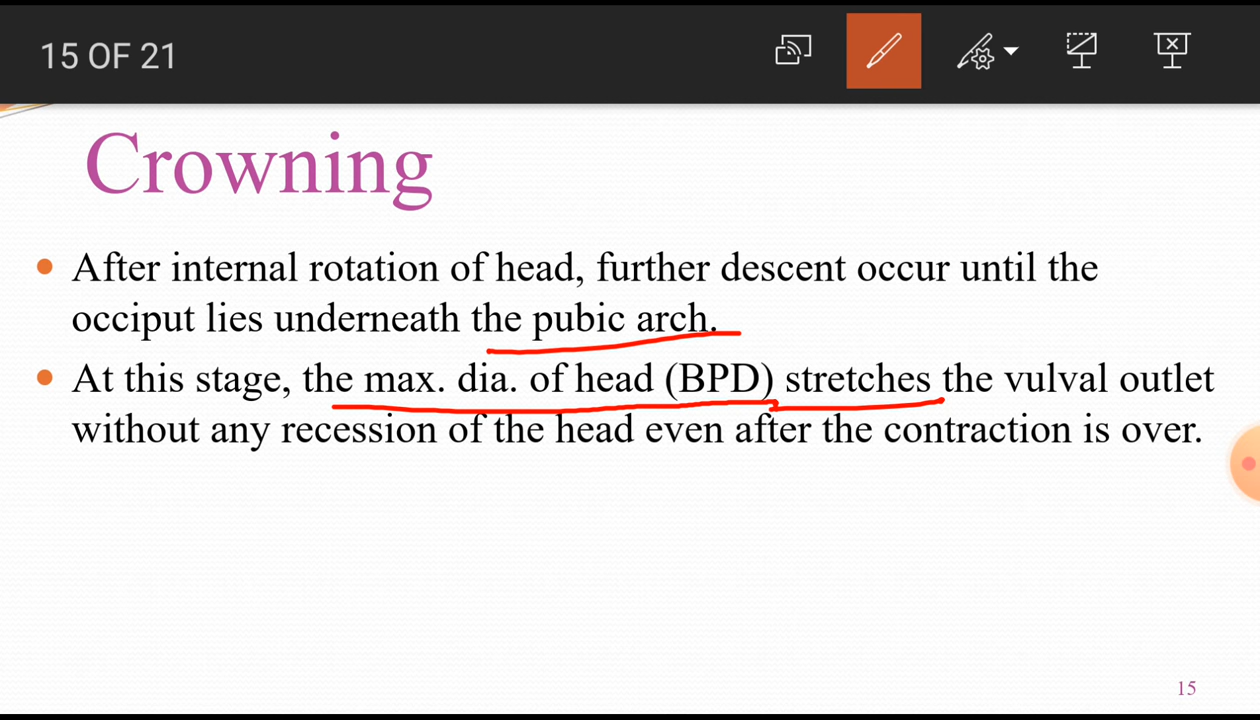 15 OF 21
Crowning
• After internal rotation of head, further descent occur until the
occiput lies underneath the pubic arch.
• At this stage, the max. dia. of head (BPD) stretches the vulval outlet
without any recession of the head even after the contraction is over.
15